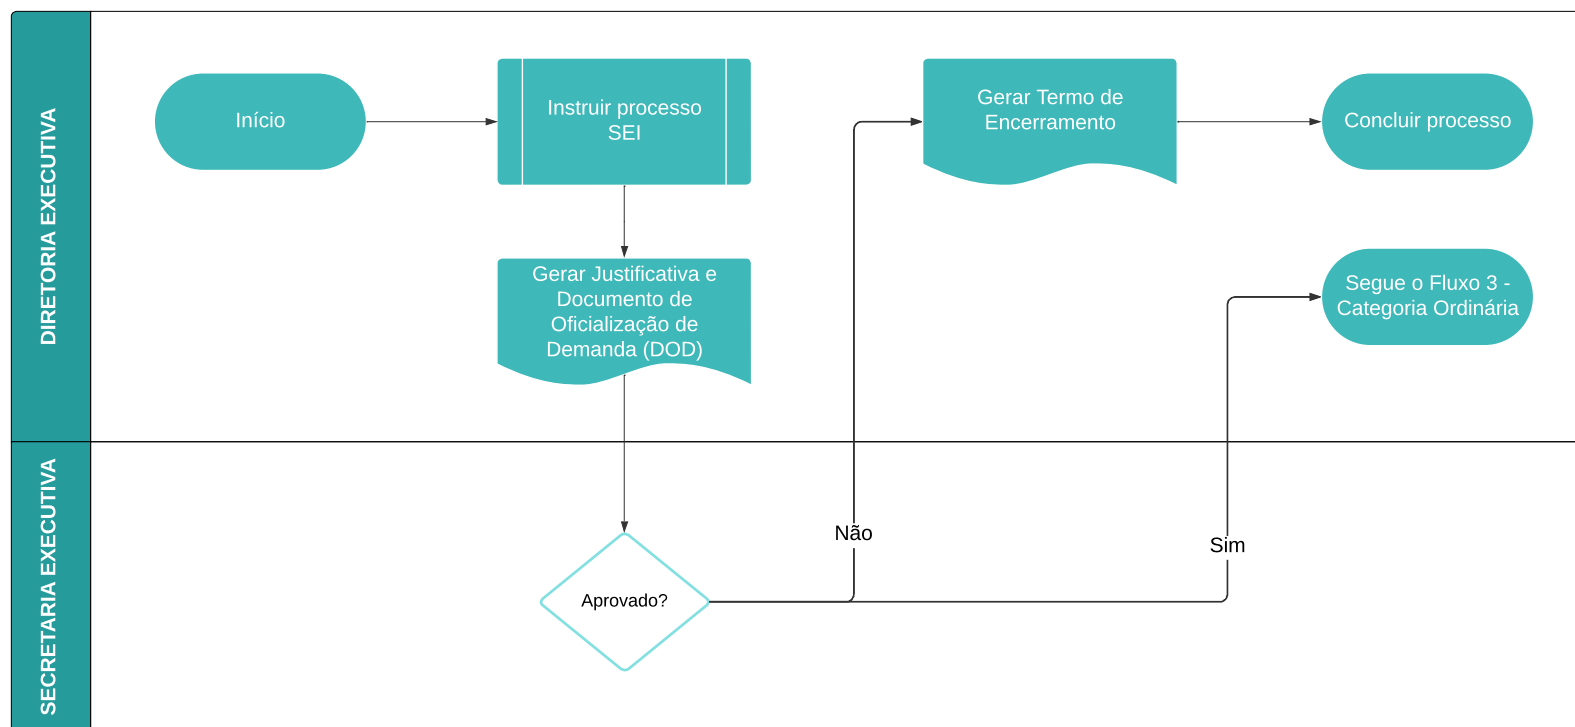 DIRETORIA EXECUTIVA
Início
Instruir processo
SEI
Gerar Termo de
Encerramento
Concluir processo
Gerar Justificativa e
Documento de
Oficialização de
Demanda (DOD)
Segue o Fluxo 3 -
Categoria Ordinária
SECRETARIA EXECUTIVA
Não
Sim
Aprovado?